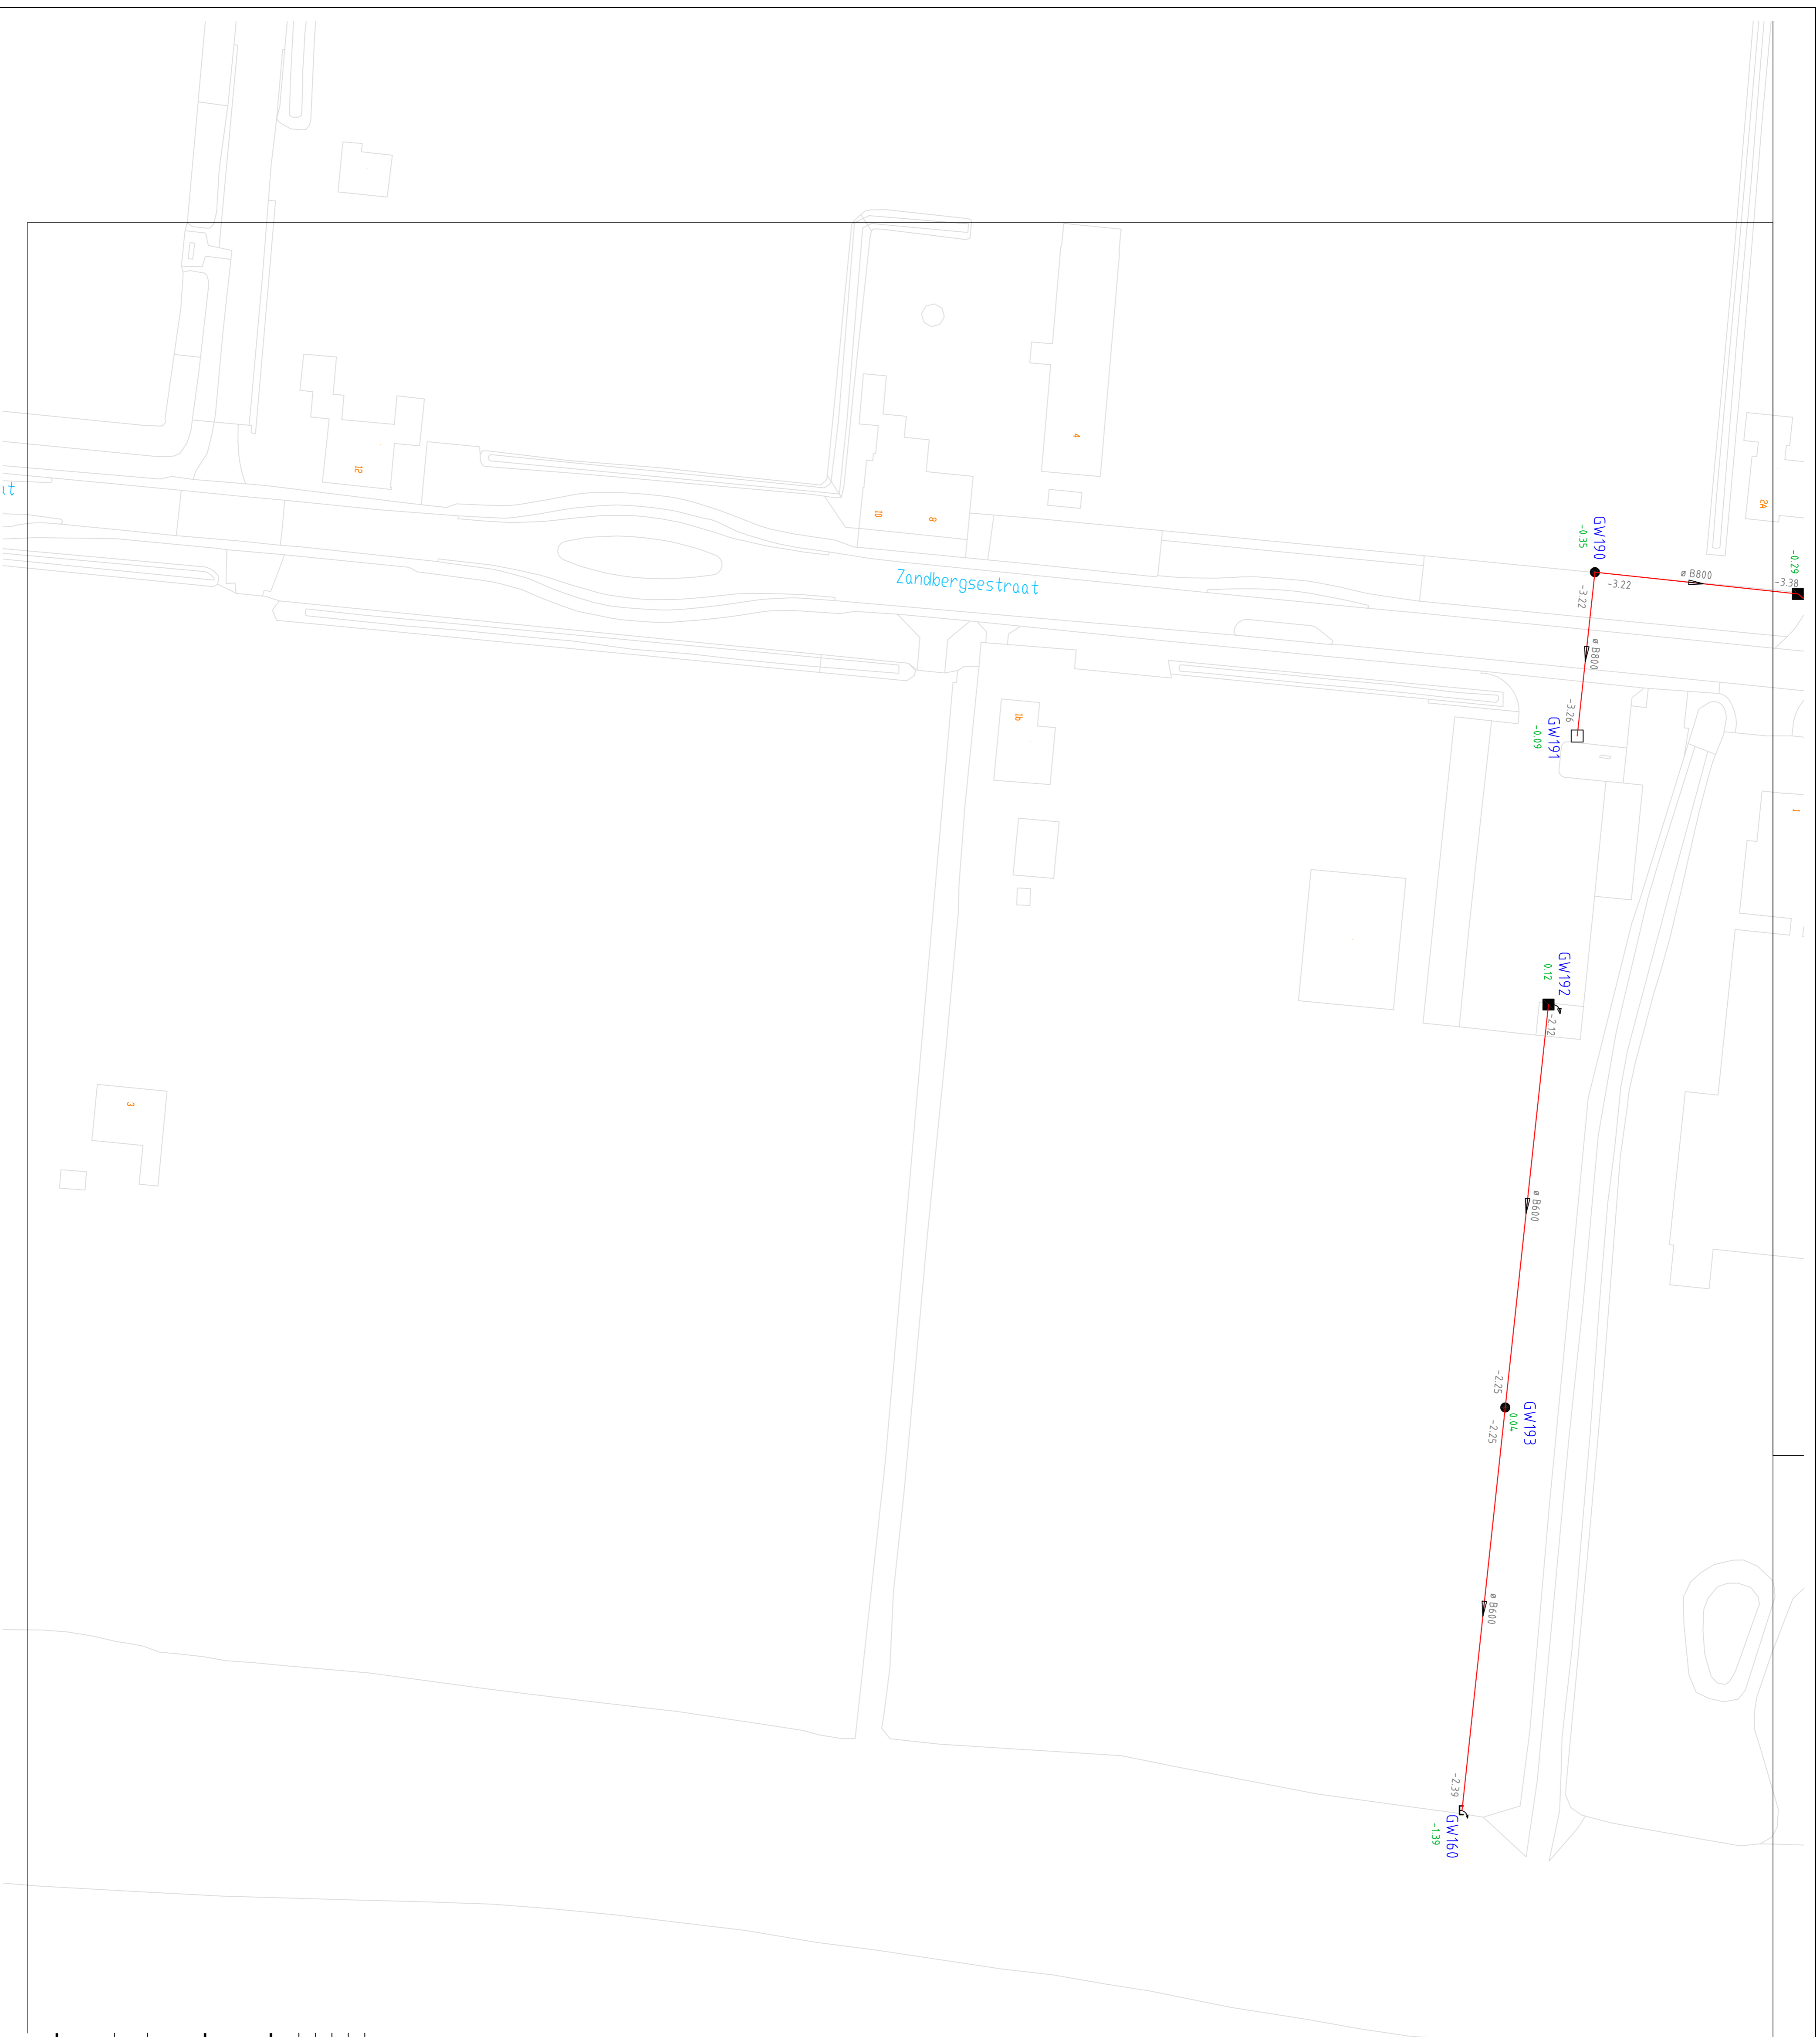 12
4
2A
ıt
10
8
GW190
-0.35
-0.29
ø B800
-3.38
-3.22
-3.22
Zandbergsestraat
ø B800
-3.26
GW191
-0.09
1b
1
GW192
0.12
-2.12
3
ø B600
-2.25
GW193
0.04
-2.25
ø B600
-2.39
GW160
-1.39